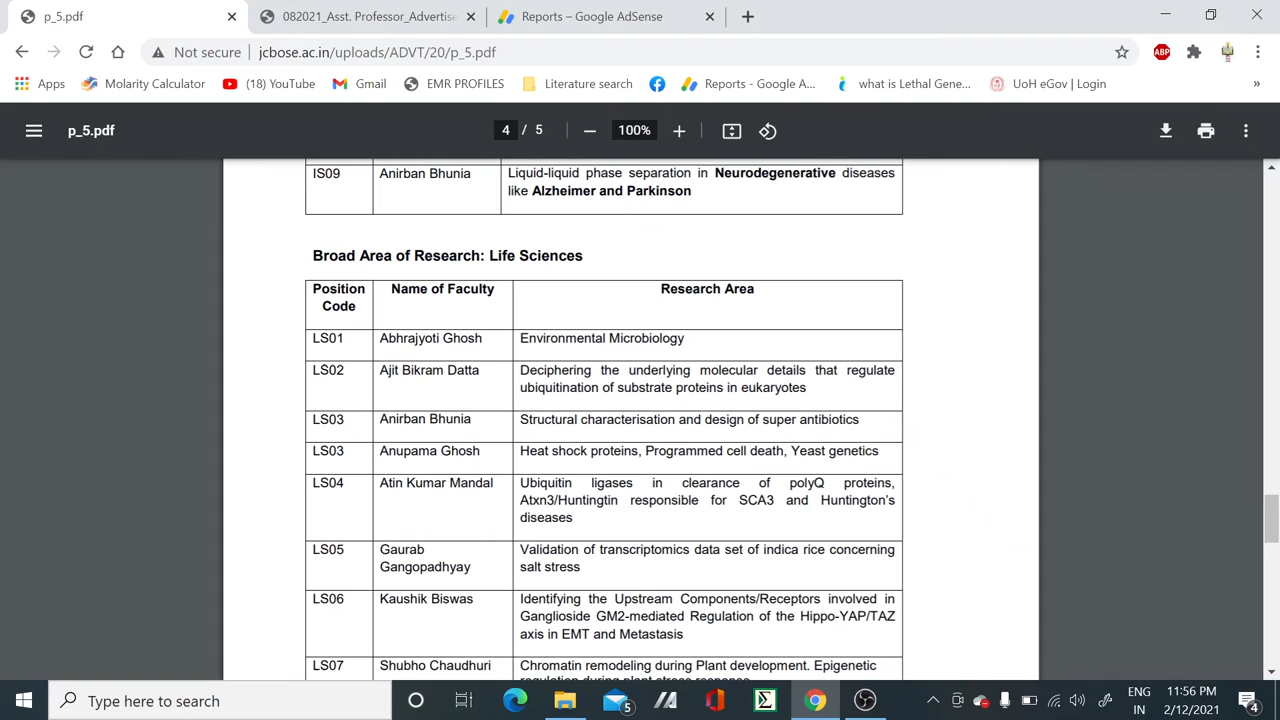 p_5.pdf
082021_Asst. Professor_Advertise
Reports – Google AdSense
Not secure
jcbose.ac.in/uploads/ADVT/20/p_5.pdf
ABP
Apps
Molarity Calculator
(18) YouTube
Gmail
EMR PROFILES
Literature search
Reports - Google A...
what is Lethal Gene...
UoH eGov | Login
»
p_5.pdf
4 / 5
100%
IS09 Anirban Bhunia Liquid-liquid phase separation in Neurodegenerative diseases
like Alzheimer and Parkinson
Broad Area of Research: Life Sciences
Position Name of Faculty Research Area
Code
LS01 Abhrajyoti Ghosh Environmental Microbiology
LS02 Ajit Bikram Datta Deciphering the underlying molecular details that regulate
ubiquitination of substrate proteins in eukaryotes
LS03 Anirban Bhunia Structural characterisation and design of super antibiotics
LS03 Anupama Ghosh Heat shock proteins, Programmed cell death, Yeast genetics
LS04 Atin Kumar Mandal Ubiquitin ligases in clearance of polyQ proteins,
Atxn3/Huntingtin responsible for SCA3 and Huntington's
diseases
LS05 Gaurab Validation of transcriptomics data set of indica rice concerning
Gangopadhyay salt stress
LS06 Kaushik Biswas Identifying the Upstream Components/Receptors involved in
Ganglioside GM2-mediated Regulation of the Hippo-YAP/TAZ
axis in EMT and Metastasis
LS07 Shubho Chaudhuri Chromatin remodeling during Plant development. Epigenetic
regulation during plant stress response
Type here to search
5
ENG
IN
11:56 PM
2/12/2021
4